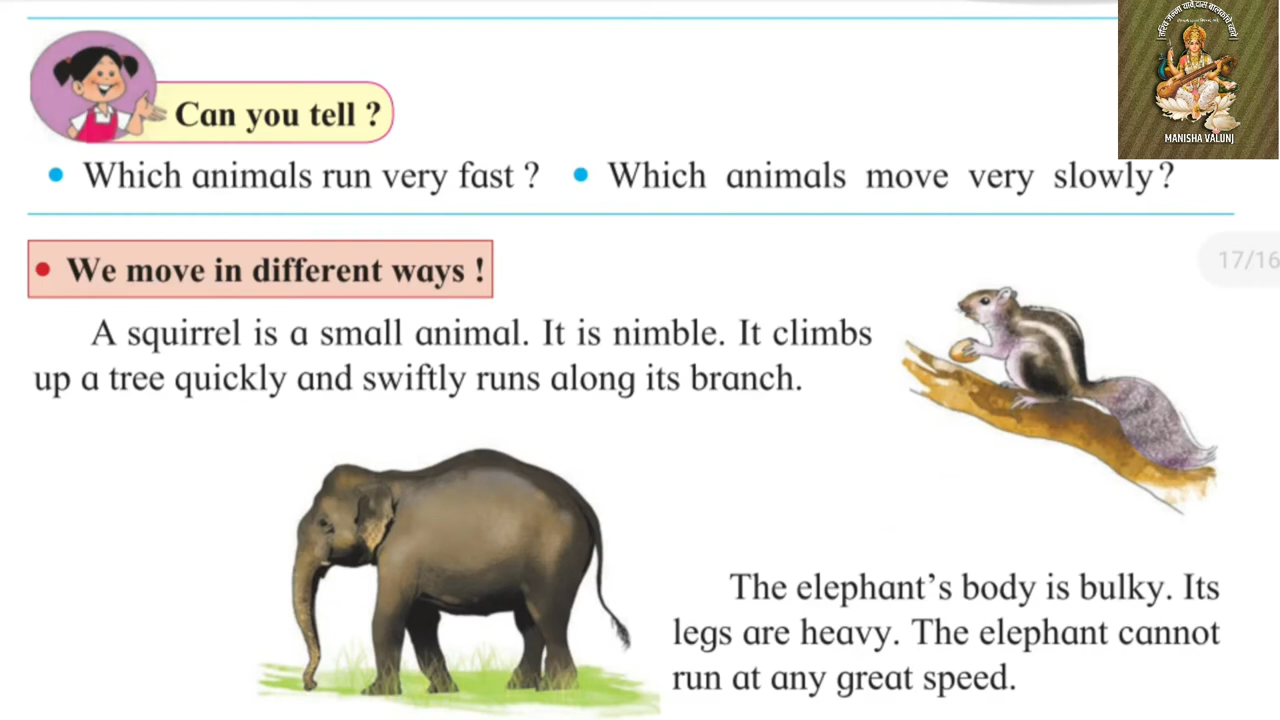 MANISHA VALUNJ
Can you tell ?
• Which animals run very fast ? • Which animals move very slowly ?
• We move in different ways !
17/16
A squirrel is a small animal. It is nimble. It climbs
up a tree quickly and swiftly runs along its branch.
The elephant’s body is bulky. Its
legs are heavy. The elephant cannot
run at any great speed.